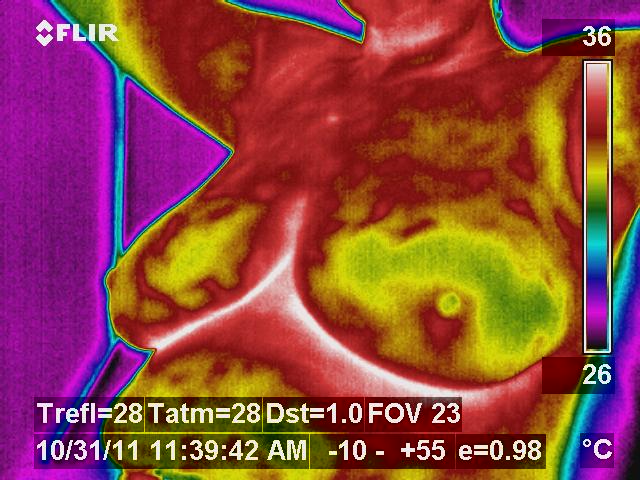 FLIR
36
26
Trefl=28 Tatm=28 Dst=1.0 FOV 23
10/31/11 11:39:42 AM -10 - +55 e=0.98 °C